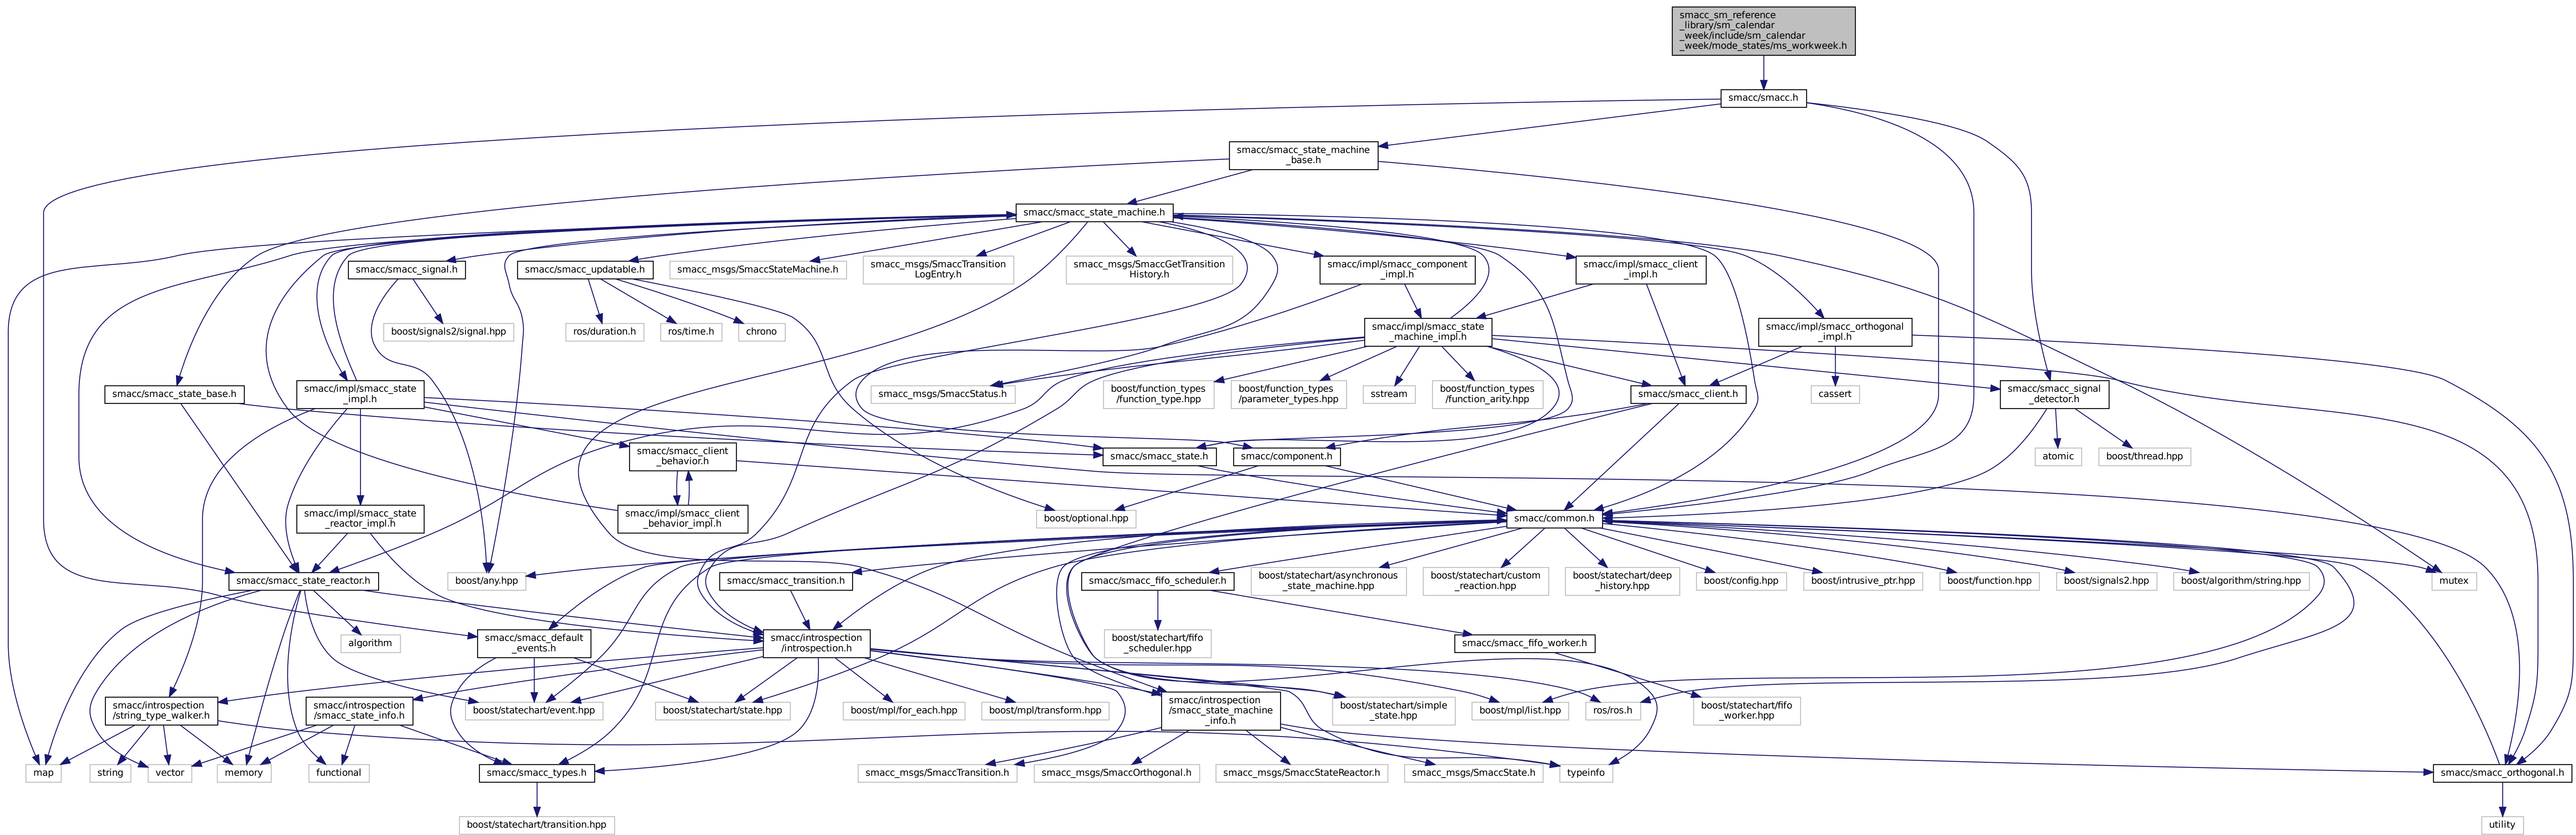 smacc_sm_reference
_library/sm_calendar
_week/include/sm_calendar
_week/mode_states/ms_workweek.h
smacc/smacc.h
smacc/smacc_state_machine
_base.h
smacc/smacc_state_machine.h
smacc/smacc_signal.h
smacc/smacc_updatable.h
smacc_msgs/SmaccStateMachine.h
smacc_msgs/SmaccTransition
LogEntry.h
smacc_msgs/SmaccGetTransition
History.h
smacc/impl/smacc_component
_impl.h
smacc/impl/smacc_client
_impl.h
boost/signals2/signal.hpp
ros/duration.h
ros/time.h
chrono
smacc/impl/smacc_state
_machine_impl.h
smacc/impl/smacc_orthogonal
_impl.h
smacc/smacc_state_base.h
smacc/impl/smacc_state
_impl.h
smacc_msgs/SmaccStatus.h
boost/function_types
/function_type.hpp
boost/function_types
/parameter_types.hpp
sstream
boost/function_types
/function_arity.hpp
smacc/smacc_client.h
cassert
smacc/smacc_signal
_detector.h
smacc/smacc_client
_behavior.h
smacc/smacc_state.h
smacc/component.h
atomic
boost/thread.hpp
smacc/impl/smacc_state
_reactor_impl.h
smacc/impl/smacc_client
_behavior_impl.h
boost/optional.hpp
smacc/common.h
smacc/smacc_state_reactor.h
boost/any.hpp
smacc/smacc_transition.h
smacc/smacc_fifo_scheduler.h
boost/statechart/asynchronous
_state_machine.hpp
boost/statechart/custom
_reaction.hpp
boost/statechart/deep
_history.hpp
boost/config.hpp
boost/intrusive_ptr.hpp
boost/function.hpp
boost/signals2.hpp
boost/algorithm/string.hpp
mutex
algorithm
smacc/smacc_default
_events.h
smacc/introspection
/introspection.h
boost/statechart/fifo
_scheduler.hpp
smacc/smacc_fifo_worker.h
smacc/introspection
/string_type_walker.h
smacc/introspection
/smacc_state_info.h
boost/statechart/event.hpp
boost/statechart/state.hpp
boost/mpl/for_each.hpp
boost/mpl/transform.hpp
smacc/introspection
/smacc_state_machine
_info.h
boost/statechart/simple
_state.hpp
boost/mpl/list.hpp
ros/ros.h
boost/statechart/fifo
_worker.hpp
map
string
vector
memory
functional
smacc/smacc_types.h
smacc_msgs/SmaccTransition.h
smacc_msgs/SmaccOrthogonal.h
smacc_msgs/SmaccStateReactor.h
smacc_msgs/SmaccState.h
typeinfo
smacc/smacc_orthogonal.h
boost/statechart/transition.hpp
utility